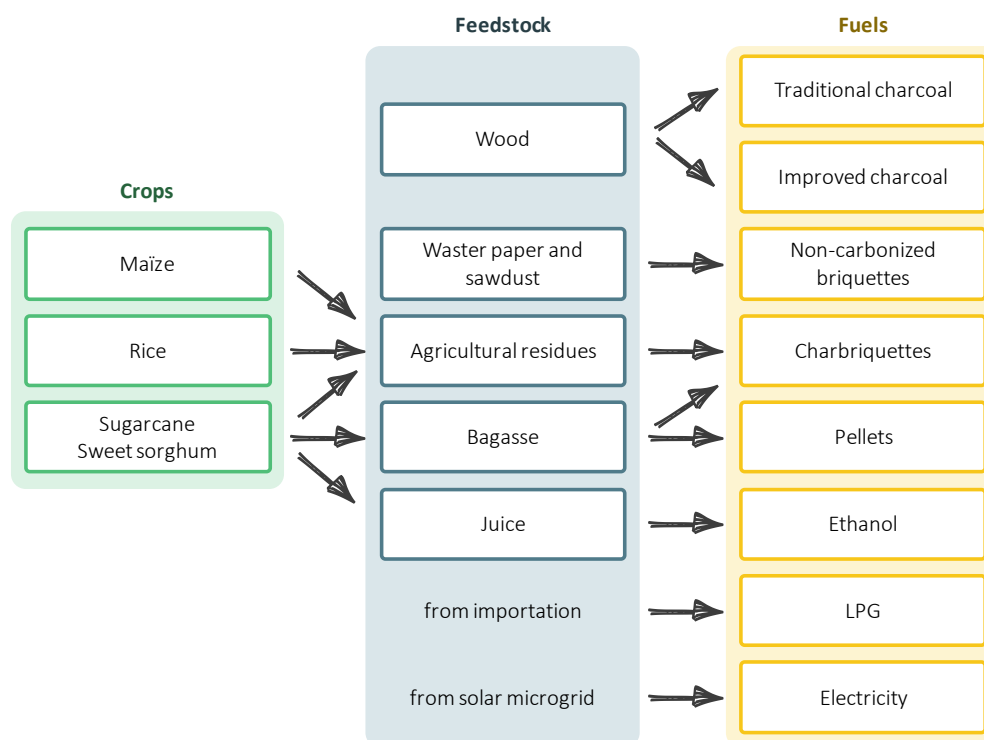 Feedstock
Fuels
Traditional charcoal
Wood
Improved charcoal
Crops
Maïze
Waster paper and
sawdust
Non-carbonized
briquettes
Rice
Agricultural residues
Charbriquettes
Sugarcane
Sweet sorghum
Bagasse
Pellets
Juice
Ethanol
from importation
LPG
from solar microgrid
Electricity